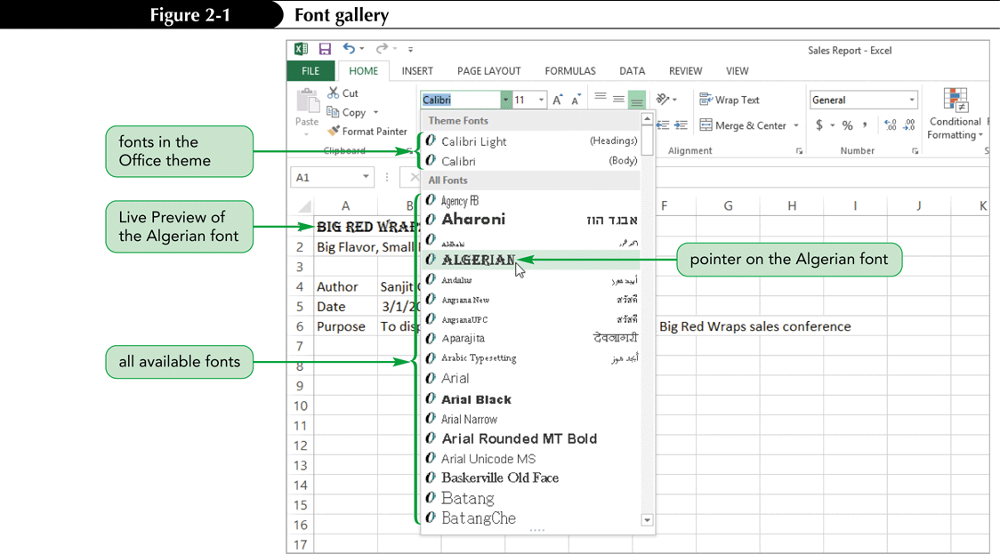 Figure 2-1 Font gallery
Sales Report - Excel
FILE HOME INSERT PAGE LAYOUT FORMULAS DATA REVIEW VIEW
Cut
Copy
Format Painter
Paste
Clipboard
Calibri 11
Wrap Text
Merge & Center
Alignment
General
$ % ,
Number
Conditional
Formatting
A1
Theme Fonts
Calibri Light (Headings)
Calibri (Body)
All Fonts
Agency FB
Aharoni אבגד הוז
Aldhabi
ALGERIAN
Andalus أبجد هوز
Angsana New สวัสดี
AngsanaUPC สวัสดี
Aparajita देवनागरी
Arabic Typesetting أبجد هوز
Arial
Arial Black
Arial Narrow
Arial Rounded MT Bold
Arial Unicode MS
Baskerville Old Face
Batang
BatangChe
A B F G H I J K
BIG RED WRAPS
2 Big Flavor, Small
3
4 Author Sanjit
5 Date 3/1/20
6 Purpose To disp Big Red Wraps sales conference
7
8
9
10
11
12
13
14
15
16
17
fonts in the
Office theme
Live Preview of
the Algerian font
all available fonts
pointer on the Algerian font